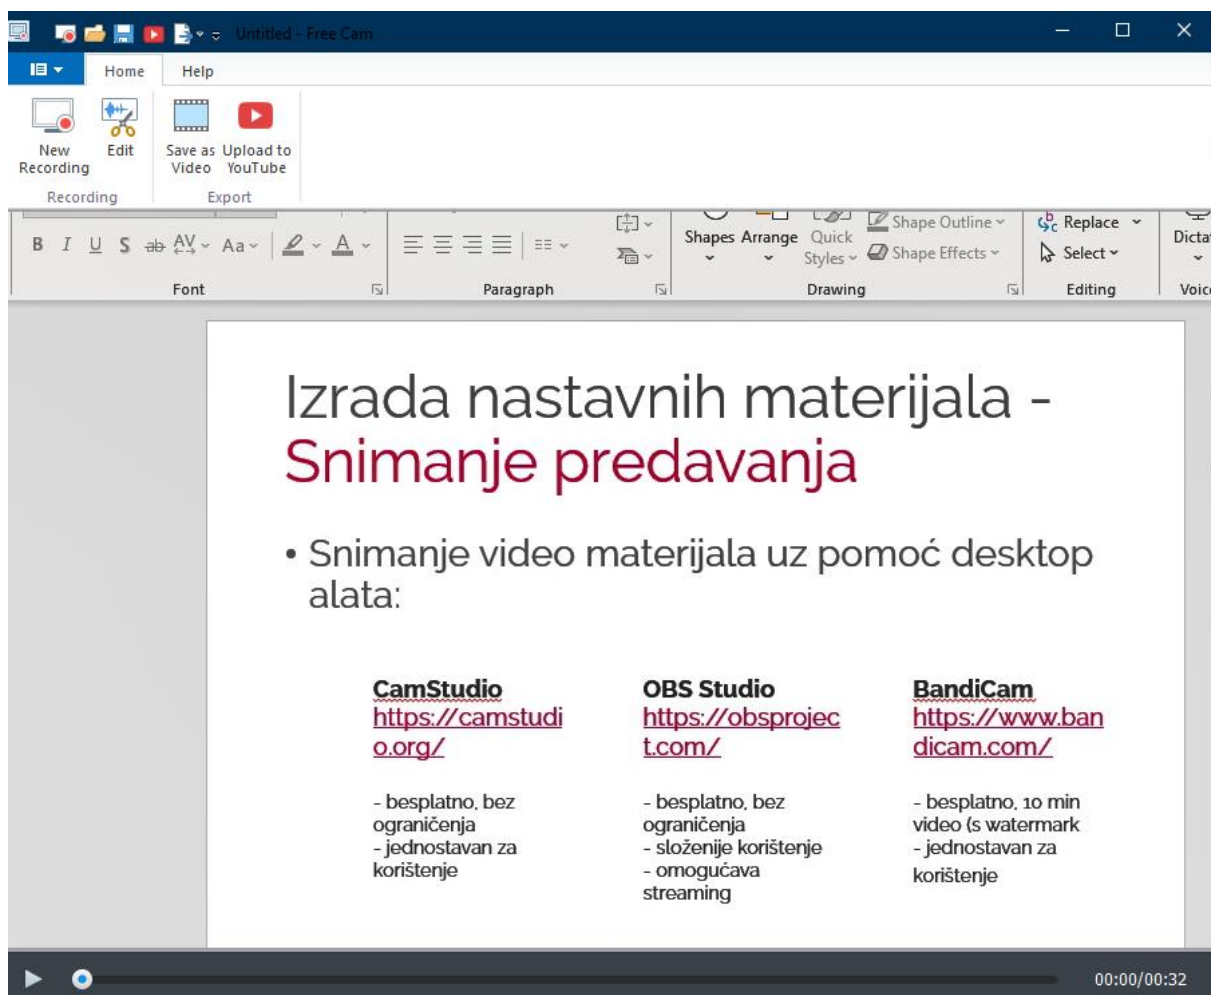 Untitled - Free Cam
Home Help
New Recording
Edit
Save as Video
Upload to YouTube
Recording Export
Shapes Arrange Quick Styles
Shape Outline
Shape Effects
Replace
Select
B I U S ab AV Aa A
Font Paragraph Drawing Editing
Izrada nastavnih materijala -
Snimanje predavanja
• Snimanje video materijala uz pomoć desktop
alata:
CamStudio
https://camstudi
o.org/
- besplatno, bez
ograničenja
- jednostavan za
korištenje
OBS Studio
https://obsprojec
t.com/
- besplatno, bez
ograničenja
- složenije korištenje
- omogućava
streaming
BandiCam
https://www.ban
dicam.com/
- besplatno, 10 min
video (s watermark
- jednostavan za
korištenje
00:00/00:32